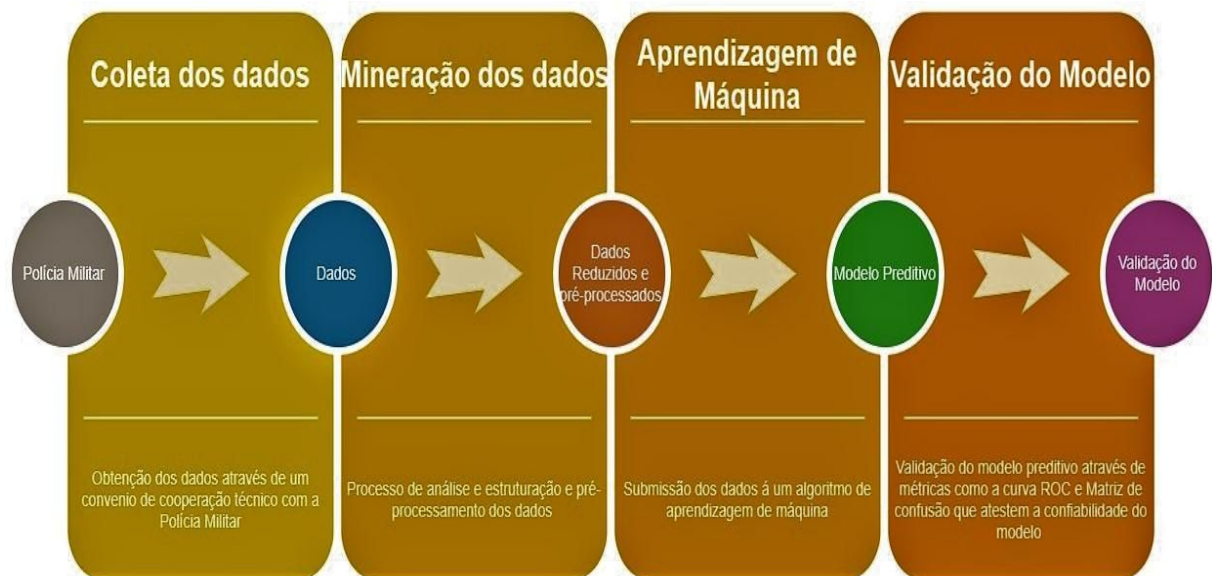 Coleta dos dados
Polícia Militar
Dados
Obtenção dos dados através de um
convenio de cooperação técnico com a
Polícia Militar
Mineração dos dados
Dados
Reduzidos e
pré-processados
Processo de análise e estruturação e pré-
processamento dos dados
Aprendizagem de
Máquina
Modelo Preditivo
Submissão dos dados á um algoritmo de
aprendizagem de máquina
Validação do Modelo
Validação do
Modelo
Validação do modelo preditivo através de
métricas como a curva ROC e Matriz de
confusão que atestem a confiabilidade do
modelo